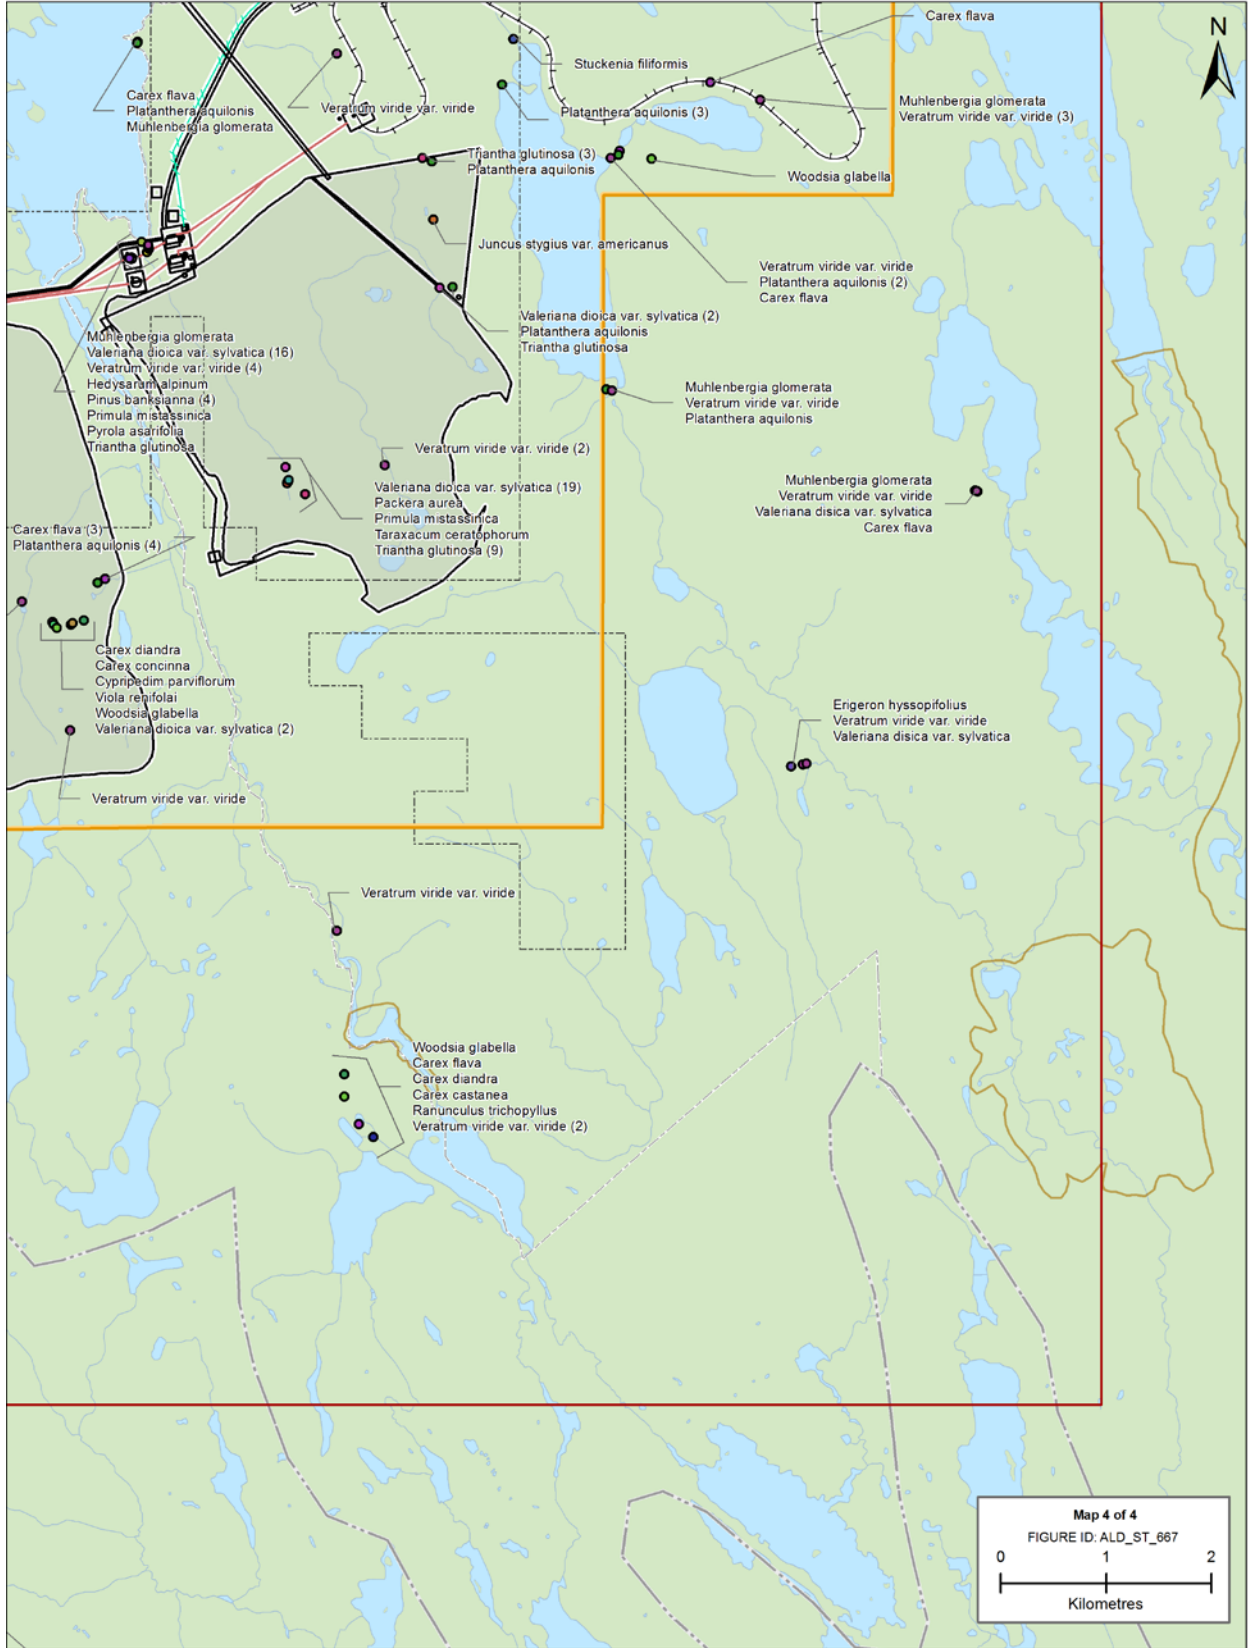 Carex flava
N
Stuckenia filiformis
Carex flava
Platanthera aquilonis
Muhlenbergia glomerata
Veratrum viride var. viride
Platanthera aquilonis (3)
Muhlenbergia glomerata
Veratrum viride var. viride (3)
Triantha glutinosa (3)
Platanthera aquilonis
Woodsia glabella
Juncus stygius var. americanus
Veratrum viride var. viride
Platanthera aquilonis (2)
Carex flava
Valeriana dioica var. sylvatica (2)
Platanthera aquilonis
Triantha glutinosa
Muhlenbergia glomerata
Valeriana dioica var. sylvatica (16)
Veratrum viride var. viride (4)
Hedysarum alpinum
Pinus banksianna (4)
Primula mistassinica
Pyrola asarifolia
Triantha glutinosa
Muhlenbergia glomerata
Veratrum viride var. viride
Platanthera aquilonis
Veratrum viride var. viride (2)
Valeriana dioica var. sylvatica (19)
Packera aurea
Primula mistassinica
Taraxacum ceratophorum
Triantha glutinosa (9)
Muhlenbergia glomerata
Veratrum viride var. viride
Valeriana disica var. sylvatica
Carex flava
Carex flava (3)
Platanthera aquilonis (4)
Carex diandra
Carex concinna
Cypripedim parviflorum
Viola renifolai
Woodsia glabella
Valeriana dioica var. sylvatica (2)
Erigeron hyssopifolius
Veratrum viride var. viride
Valeriana disica var. sylvatica
Veratrum viride var. viride
Veratrum viride var. viride
Woodsia glabella
Carex flava
Carex diandra
Carex castanea
Ranunculus trichopyllus
Veratrum viride var. viride (2)
Map 4 of 4
FIGURE ID: ALD_ST_667
0 1 2
Kilometres